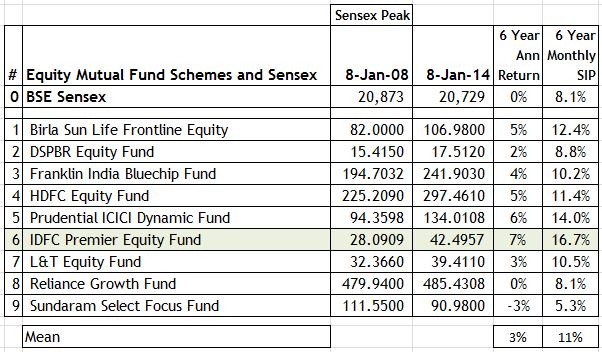 Sensex Peak
6 Year 6 Year
Ann Monthly
# Equity Mutual Fund Schemes and Sensex 8-Jan-08 8-Jan-14 Return SIP
0 BSE Sensex 20,873 20,729 0% 8.1%
1 Birla Sun Life Frontline Equity 82.0000 106.9800 5% 12.4%
2 DSPBR Equity Fund 15.4150 17.5120 2% 8.8%
3 Franklin India Bluechip Fund 194.7032 241.9030 4% 10.2%
4 HDFC Equity Fund 225.2090 297.4610 5% 11.4%
5 Prudential ICICI Dynamic Fund 94.3598 134.0108 6% 14.0%
6 IDFC Premier Equity Fund 28.0909 42.4957 7% 16.7%
7 L&T Equity Fund 32.3660 39.4110 3% 10.5%
8 Reliance Growth Fund 479.9400 485.4308 0% 8.1%
9 Sundaram Select Focus Fund 111.5500 90.9800 -3% 5.3%
Mean 3% 11%